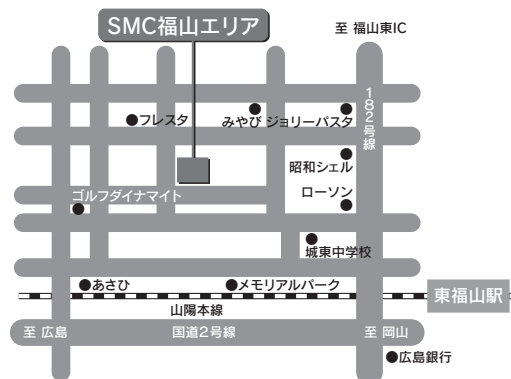 SMC福山エリア
至 福山東IC
182号線
●フレスタ
みやび ジョリーパスタ
昭和シェル
ゴルフダイナマイト
ローソン
城東中学校
●あさひ
●メモリアルパーク
東福山駅
山陽本線
至 広島
国道2号線
至 岡山
●広島銀行